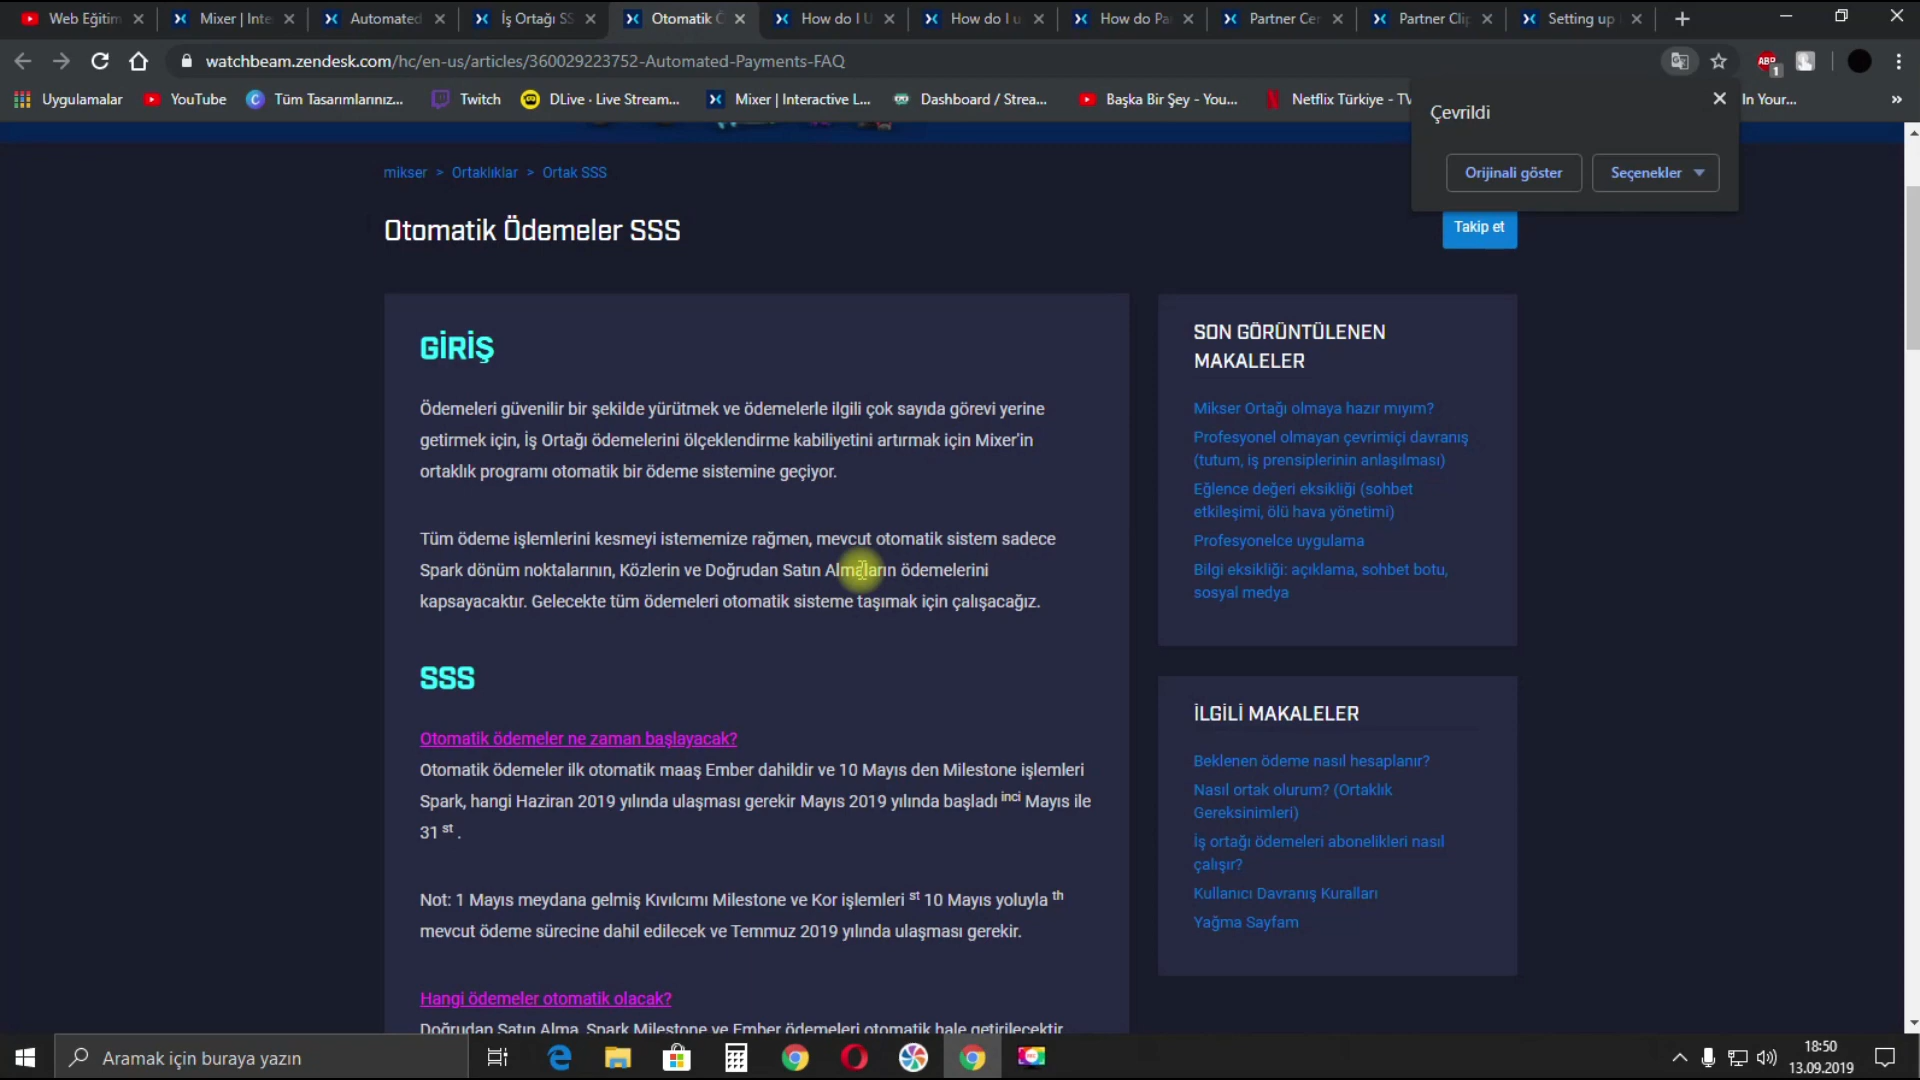 Web Eğitim
Mixer | Inte
Automated
İş Ortağı SS
Otomatik Ö
How do I U
How do I u
How do Pa
Partner Cer
Partner Clip
Setting up
watchbeam.zendesk.com/hc/en-us/articles/360029223752-Automated-Payments-FAQ
ABP
1
Uygulamalar
YouTube
Tüm Tasarımlarınız...
Twitch
DLive · Live Stream...
Mixer | Interactive L...
Dashboard / Strea...
Başka Bir Şey - You...
Netflix Türkiye - TV
In Your...
»
Çevrildi
Orijinali göster
Seçenekler
mikser > Ortaklıklar > Ortak SSS
Otomatik Ödemeler SSS
Takip et
GİRİŞ
Ödemeleri güvenilir bir şekilde yürütmek ve ödemelerle ilgili çok sayıda görevi yerine
getirmek için, İş Ortağı ödemelerini ölçeklendirme kabiliyetini artırmak için Mixer'in
ortaklık programı otomatik bir ödeme sistemine geçiyor.
Tüm ödeme işlemlerini kesmeyi istememize rağmen, mevcut otomatik sistem sadece
Spark dönüm noktalarının, Közlerin ve Doğrudan Satın Almaların ödemelerini
kapsayacaktır. Gelecekte tüm ödemeleri otomatik sisteme taşımak için çalışacağız.
SSS
Otomatik ödemeler ne zaman başlayacak?
Otomatik ödemeler ilk otomatik maaş Ember dahildir ve 10 Mayıs den Milestone işlemleri
Spark, hangi Haziran 2019 yılında ulaşması gerekir Mayıs 2019 yılında başladı inci Mayıs ile
31 st .
Not: 1 Mayıs meydana gelmiş Kıvılcımı Milestone ve Kor işlemleri st 10 Mayıs yoluyla th
mevcut ödeme sürecine dahil edilecek ve Temmuz 2019 yılında ulaşması gerekir.
Hangi ödemeler otomatik olacak?
Doğrudan Satın Alma, Spark Milestone ve Ember ödemeleri otomatik hale getirilecektir
SON GÖRÜNTÜLENEN
MAKALELER
Mikser Ortağı olmaya hazır mıyım?
Profesyonel olmayan çevrimiçi davranış
(tutum, iş prensiplerinin anlaşılması)
Eğlence değeri eksikliği (sohbet
etkileşimi, ölü hava yönetimi)
Profesyonelce uygulama
Bilgi eksikliği: açıklama, sohbet botu,
sosyal medya
İLGİLİ MAKALELER
Beklenen ödeme nasıl hesaplanır?
Nasıl ortak olurum? (Ortaklık
Gereksinimleri)
İş ortağı ödemeleri abonelikleri nasıl
çalışır?
Kullanıcı Davranış Kuralları
Yağma Sayfam
Aramak için buraya yazın
18:50
13.09.2019